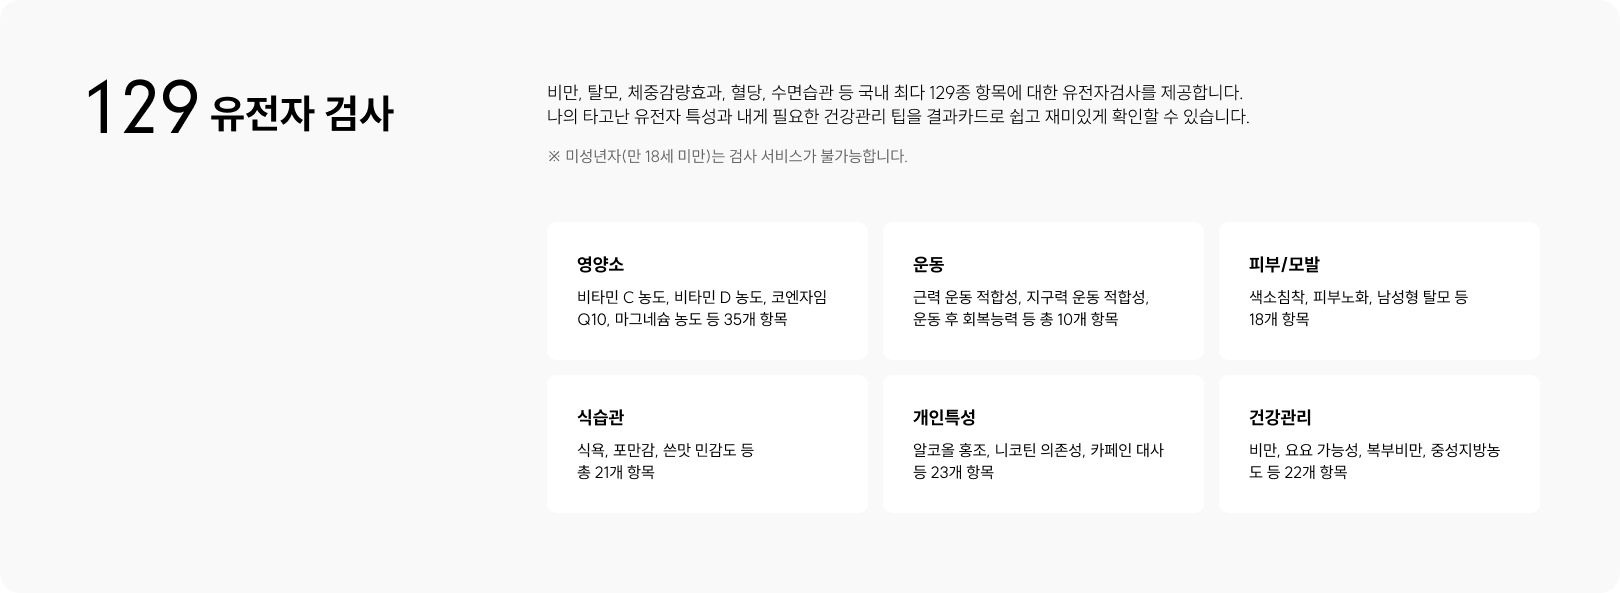 129 유전자 검사
비만, 탈모, 체중감량효과, 혈당, 수면습관 등 국내 최다 129종 항목에 대한 유전자검사를 제공합니다.
나의 타고난 유전자 특성과 내게 필요한 건강관리 팁을 결과카드로 쉽고 재미있게 확인할 수 있습니다.
※ 미성년자(만 18세 미만)는 검사 서비스가 불가능합니다.
영양소
비타민 C 농도, 비타민 D 농도, 코엔자임
Q10, 마그네슘 농도 등 35개 항목
운동
근력 운동 적합성, 지구력 운동 적합성,
운동 후 회복능력 등 총 10개 항목
피부/모발
색소침착, 피부노화, 남성형 탈모 등
18개 항목
식습관
식욕, 포만감, 쓴맛 민감도 등
총 21개 항목
개인특성
알코올 홍조, 니코틴 의존성, 카페인 대사
등 23개 항목
건강관리
비만, 요요 가능성, 복부비만, 중성지방농
도 등 22개 항목